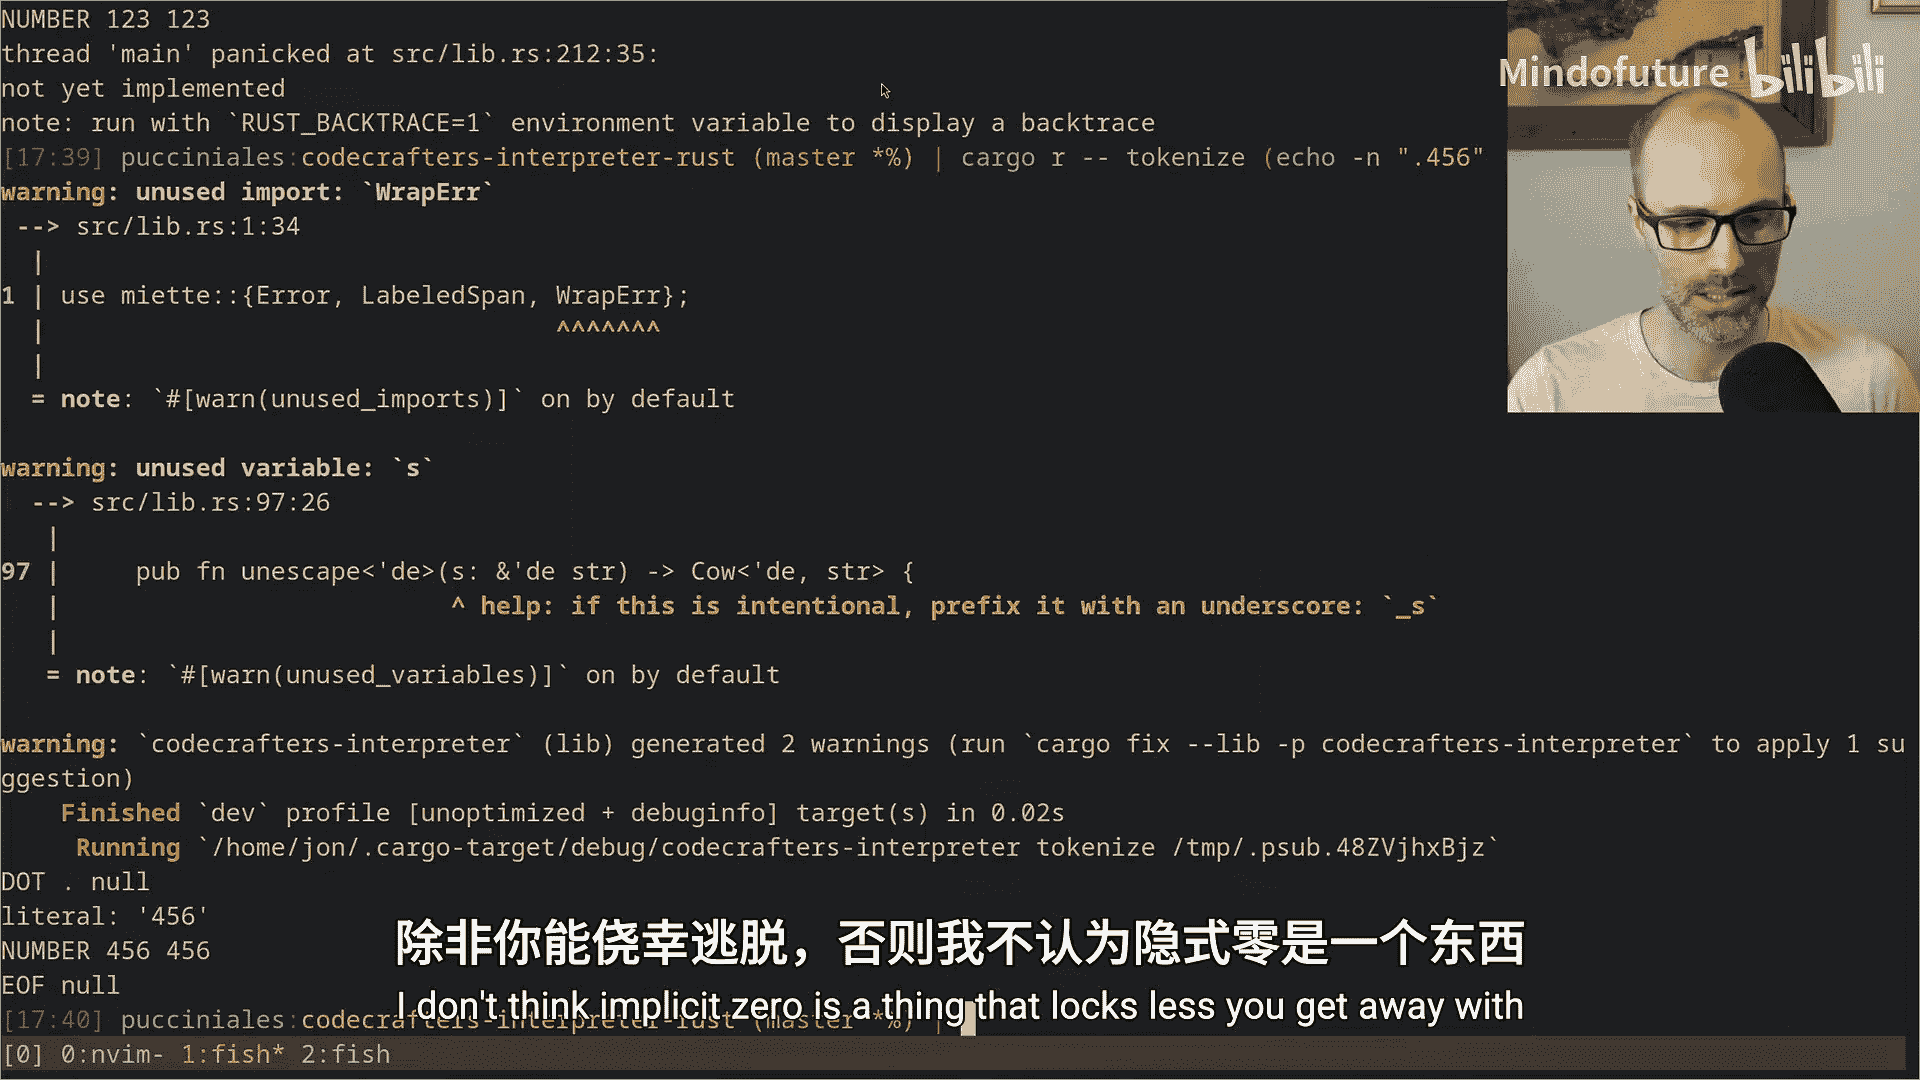 NUMBER 123 123
thread 'main' panicked at src/lib.rs:212:35:
not yet implemented
note: run with `RUST_BACKTRACE=1` environment variable to display a backtrace
[17:39] pucciniales:codecrafters-interpreter-rust (master *%) | cargo r -- tokenize (echo -n ".456"
warning: unused import: `WrapErr`
--> src/lib.rs:1:34
|
1 | use miette::{Error, LabeledSpan, WrapErr};
| ^^^^^^^
|
= note: `#[warn(unused_imports)]` on by default
warning: unused variable: `s`
--> src/lib.rs:97:26
|
97 | pub fn unescape<'de>(s: &'de str) -> Cow<'de, str> {
| ^ help: if this is intentional, prefix it with an underscore: `_s`
|
= note: `#[warn(unused_variables)]` on by default
warning: `codecrafters-interpreter` (lib) generated 2 warnings (run `cargo fix --lib -p codecrafters-interpreter` to apply 1 su
ggestion)
Finished `dev` profile [unoptimized + debuginfo] target(s) in 0.02s
Running `/home/jon/.cargo-target/debug/codecrafters-interpreter tokenize /tmp/.psub.48ZVjhxBjz`
DOT . null
literal: '456'
NUMBER 456 456
EOF null
[17:40] pucciniales:codecrafters-interpreter-rust (master *%) |
[0] 0:nvim- 1:fish* 2:fish
Mindofuture bilibili
除非你能侥幸逃脱，否则我不认为隐式零是一个东西
I don't think implicit zero is a thing that locks less you get away with